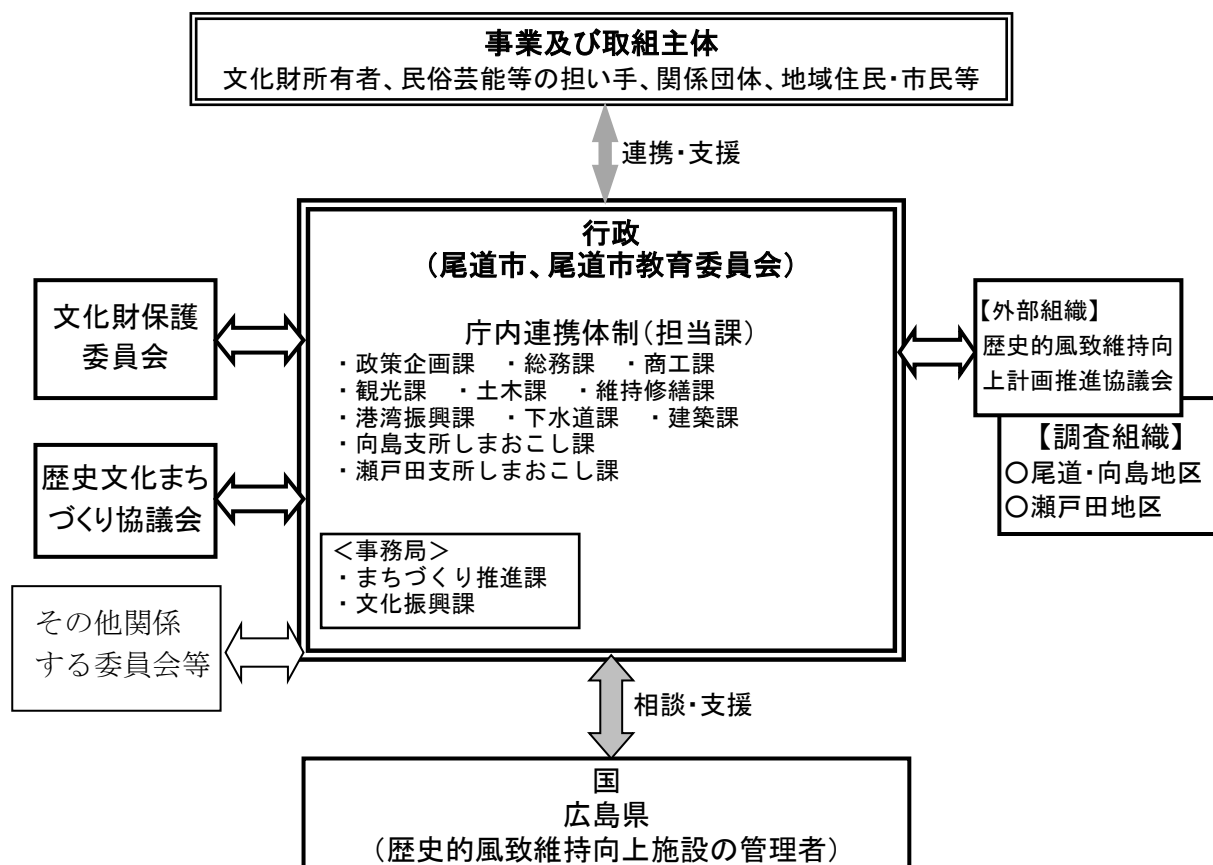 事業及び取組主体
文化財所有者、民俗芸能等の担い手、関係団体、地域住民・市民等
連携・支援
行政
（尾道市、尾道市教育委員会）
庁内連携体制（担当課）
・政策企画課　・総務課　・商工課
・観光課　・土木課　・維持修繕課
・港湾振興課　・下水道課　・建築課
・向島支所しまおこし課
・瀬戸田支所しまおこし課
＜事務局＞
・まちづくり推進課
・文化振興課
文化財保護
委員会
歴史文化まち
づくり協議会
その他関係
する委員会等
【外部組織】
歴史的風致維持向
上計画推進協議会
【調査組織】
○尾道・向島地区
○瀬戸田地区
相談・支援
国
広島県
（歴史的風致維持向上施設の管理者）